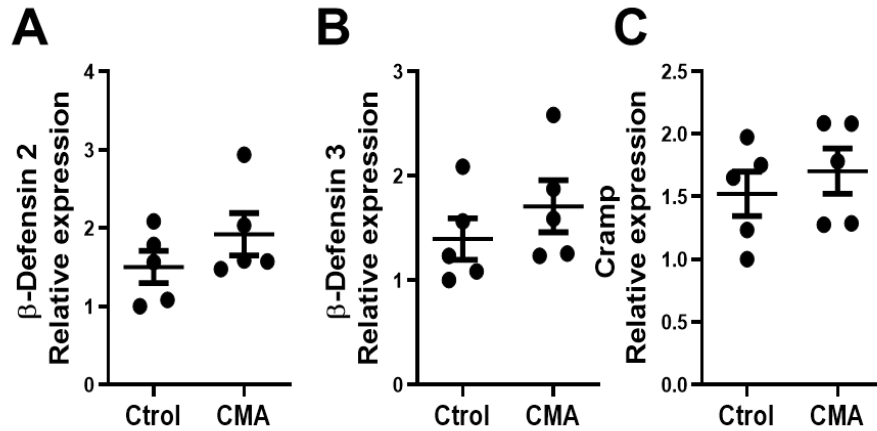 A
β-Defensin 2
Relative expression
4
3
2
1
0
Ctrol CMA
B
β-Defensin 3
Relative expression
3
2
1
0
Ctrol CMA
C
Cramp
Relative expression
2.5
2.0
1.5
1.0
0.5
0.0
Ctrol CMA